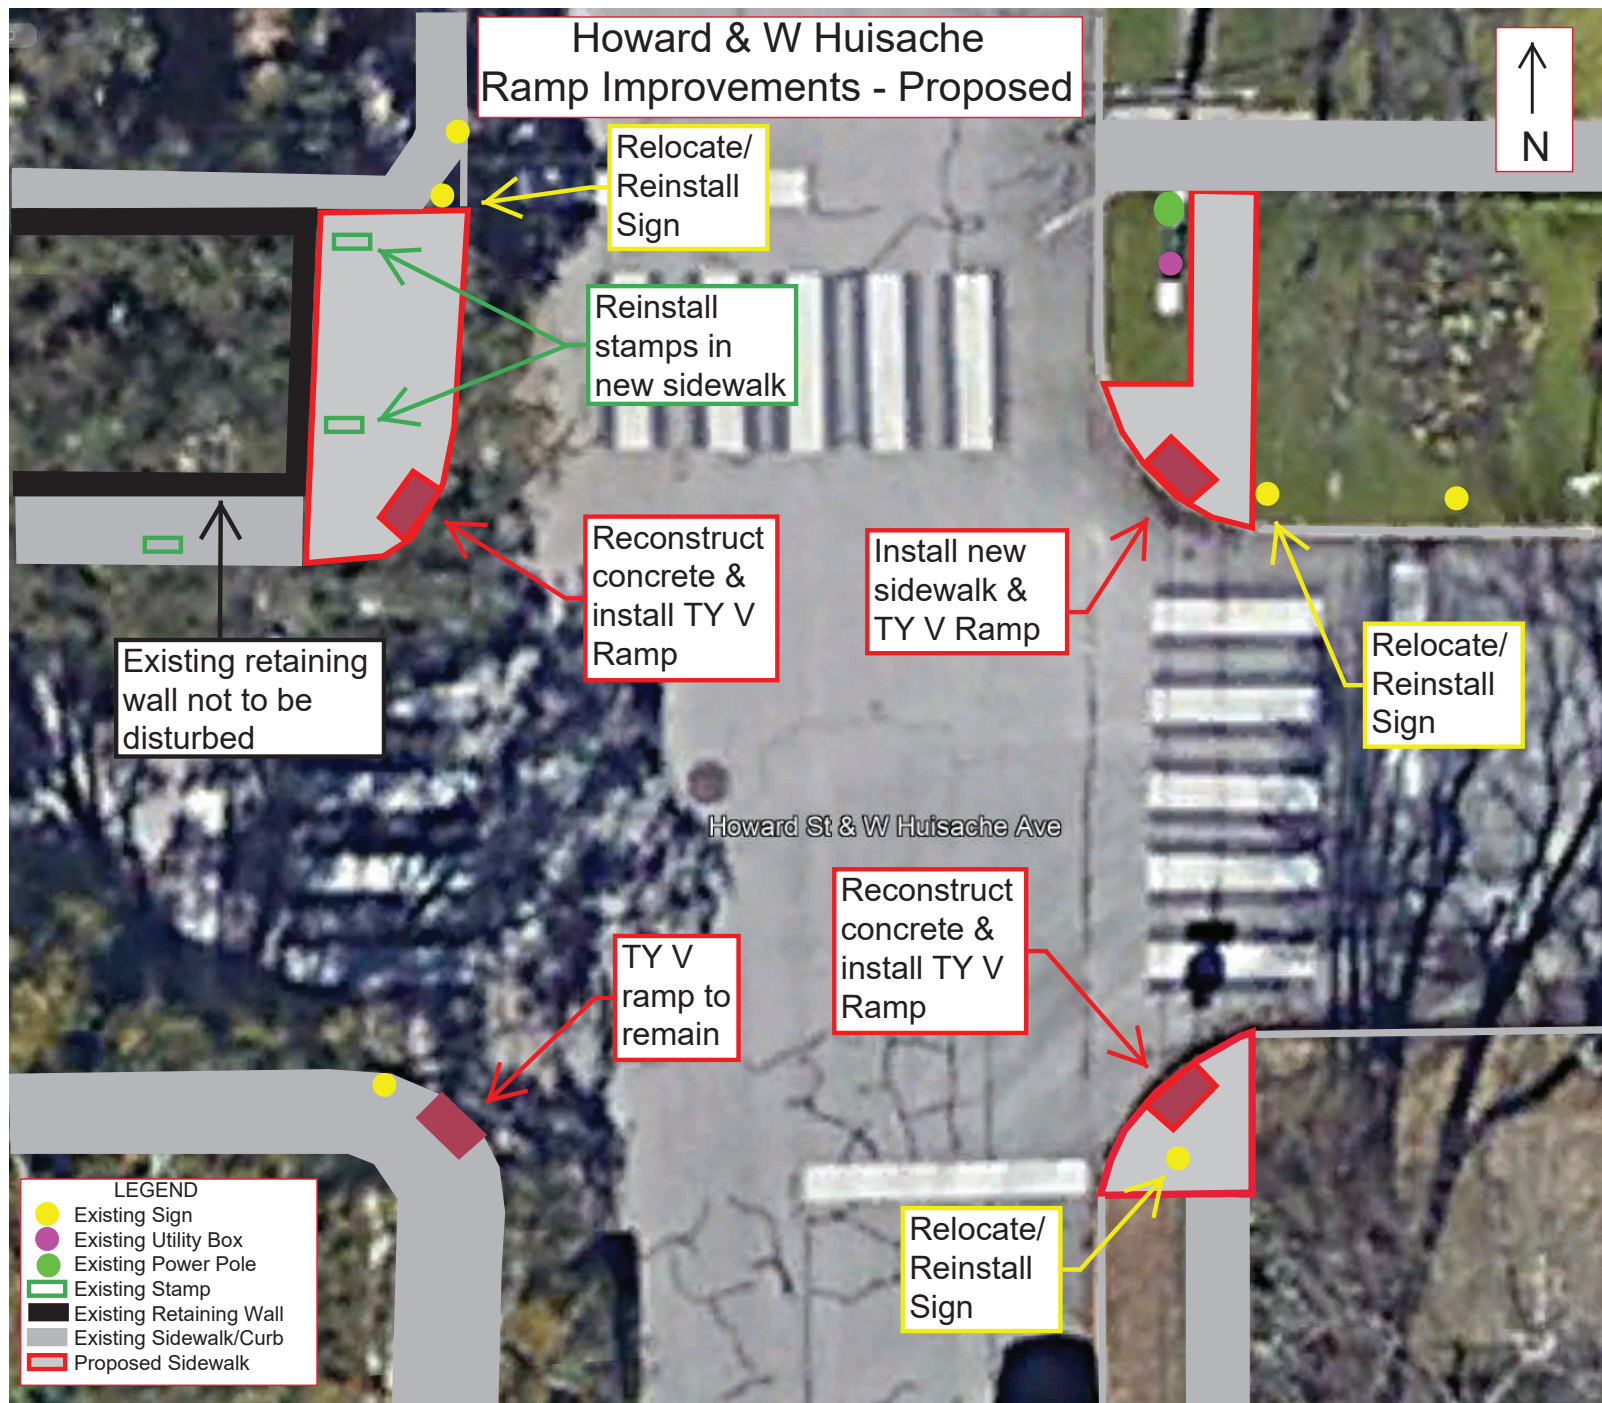 Howard & W Huisache
Ramp Improvements - Proposed
N
Relocate/
Reinstall
Sign
Reinstall
stamps in
new sidewalk
Reconstruct
concrete &
install TY V
Ramp
Install new
sidewalk &
TY V Ramp
Existing retaining
wall not to be
disturbed
Relocate/
Reinstall
Sign
Howard St & W Huisache Ave
Reconstruct
concrete &
install TY V
Ramp
TY V
ramp to
remain
Relocate/
Reinstall
Sign
LEGEND
Existing Sign
Existing Utility Box
Existing Power Pole
Existing Stamp
Existing Retaining Wall
Existing Sidewalk/Curb
Proposed Sidewalk